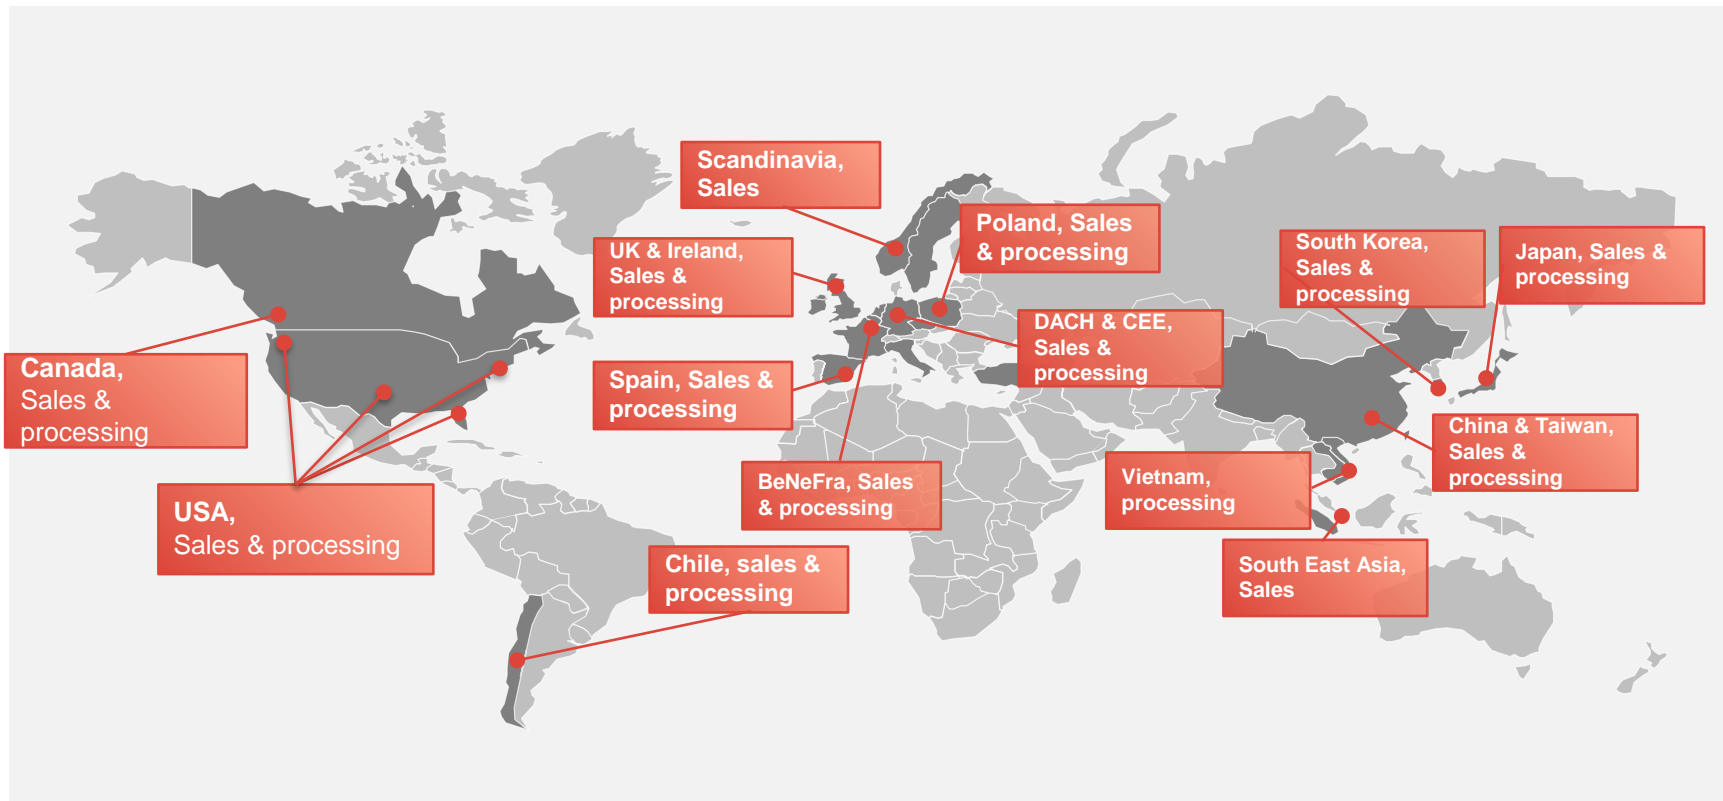 Scandinavia,
Sales
UK & Ireland,
Sales &
processing
Poland, Sales
& processing
South Korea,
Sales &
processing
Japan, Sales &
processing
DACH & CEE,
Sales &
processing
Canada,
Sales &
processing
Spain, Sales &
processing
China & Taiwan,
Sales &
processing
BeNeFra, Sales
& processing
Vietnam,
processing
USA,
Sales & processing
Chile, sales &
processing
South East Asia,
Sales